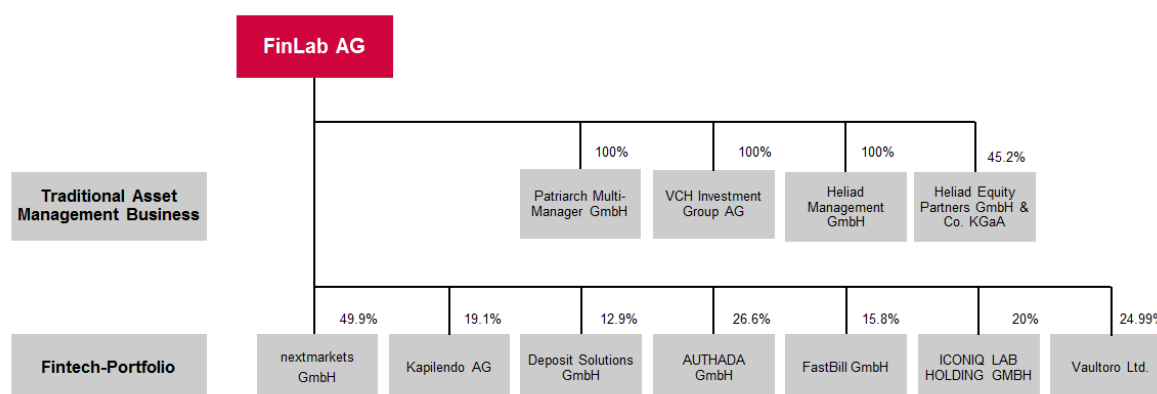 FinLab AG
100%
100%
100%
45.2%
Traditional Asset
Management Business
Patriarch Multi-
Manager GmbH
VCH Investment
Group AG
Heliad
Management
GmbH
Heliad Equity
Partners GmbH &
Co. KGaA
49.9%
19.1%
12.9%
26.6%
15.8%
20%
24.99%
Fintech-Portfolio
nextmarkets
GmbH
Kapilendo AG
Deposit Solutions
GmbH
AUTHADA
GmbH
FastBill GmbH
ICONIQ LAB
HOLDING GMBH
Vaultoro Ltd.